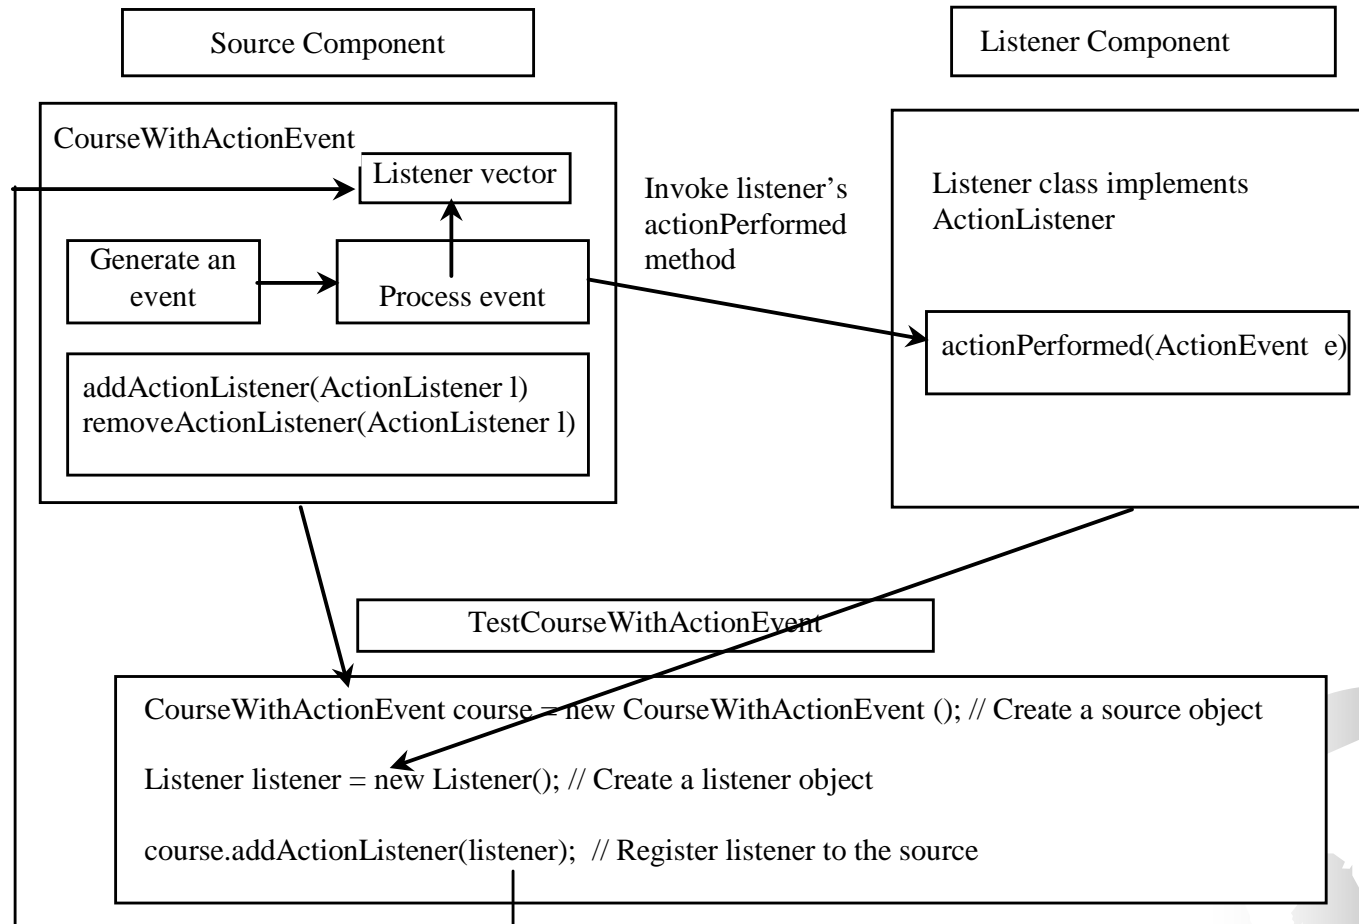 Source Component
Listener Component
CourseWithActionEvent
Listener vector
Generate an
event
Process event
addActionListener(ActionListener l)
removeActionListener(ActionListener l)
Invoke listener’s
actionPerformed
method
Listener class implements
ActionListener
actionPerformed(ActionEvent e)
TestCourseWithActionEvent
CourseWithActionEvent course = new CourseWithActionEvent (); // Create a source object
Listener listener = new Listener(); // Create a listener object
course.addActionListener(listener); // Register listener to the source